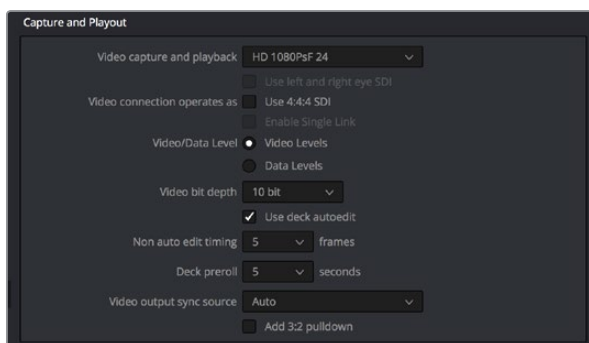 Capture and Playout
Video capture and playback HD 1080PsF 24
Use left and right eye SDI
Video connection operates as Use 4:4:4 SDI
Enable Single Link
Video/Data Level Video Levels
Data Levels
Video bit depth 10 bit
Use deck autoedit
Non auto edit timing 5 frames
Deck preroll 5 seconds
Video output sync source Auto
Add 3:2 pulldown